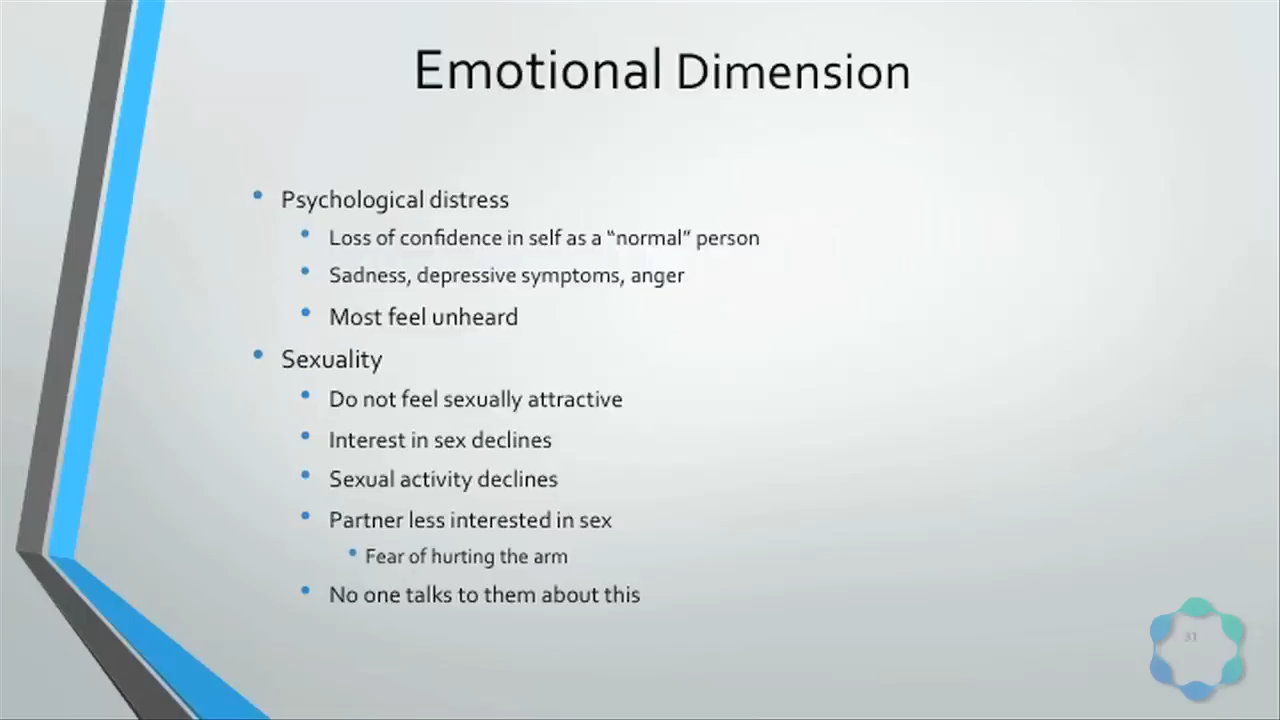 Emotional Dimension
• Psychological distress
• Loss of confidence in self as a “normal” person
• Sadness, depressive symptoms, anger
• Most feel unheard
• Sexuality
• Do not feel sexually attractive
• Interest in sex declines
• Sexual activity declines
• Partner less interested in sex
• Fear of hurting the arm
• No one talks to them about this
31